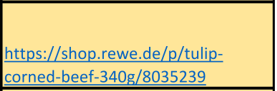 https://shop.rewe.de/p/tulip-
corned-beef-340g/8035239